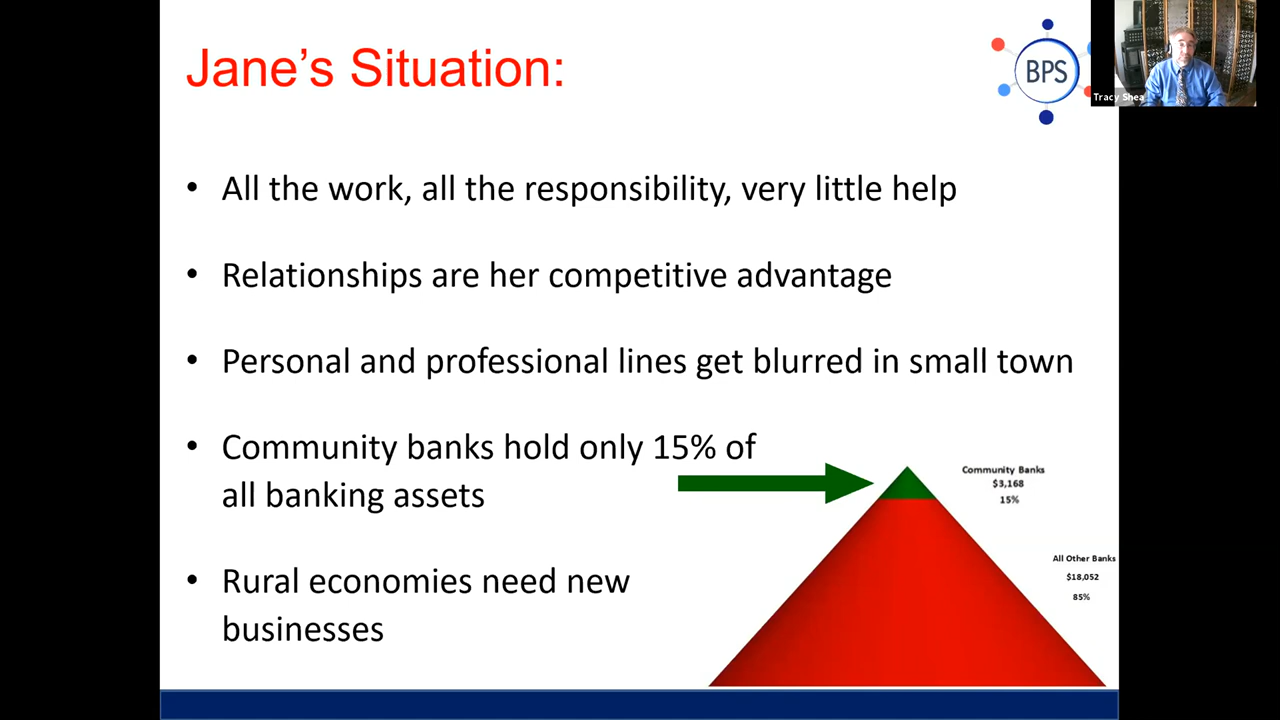 Jane's Situation:
BPS
Tracy Shea
• All the work, all the responsibility, very little help
• Relationships are her competitive advantage
• Personal and professional lines get blurred in small town
• Community banks hold only 15% of
all banking assets
Community Banks
$3,168
15%
All Other Banks
$18,052
85%
• Rural economies need new
businesses